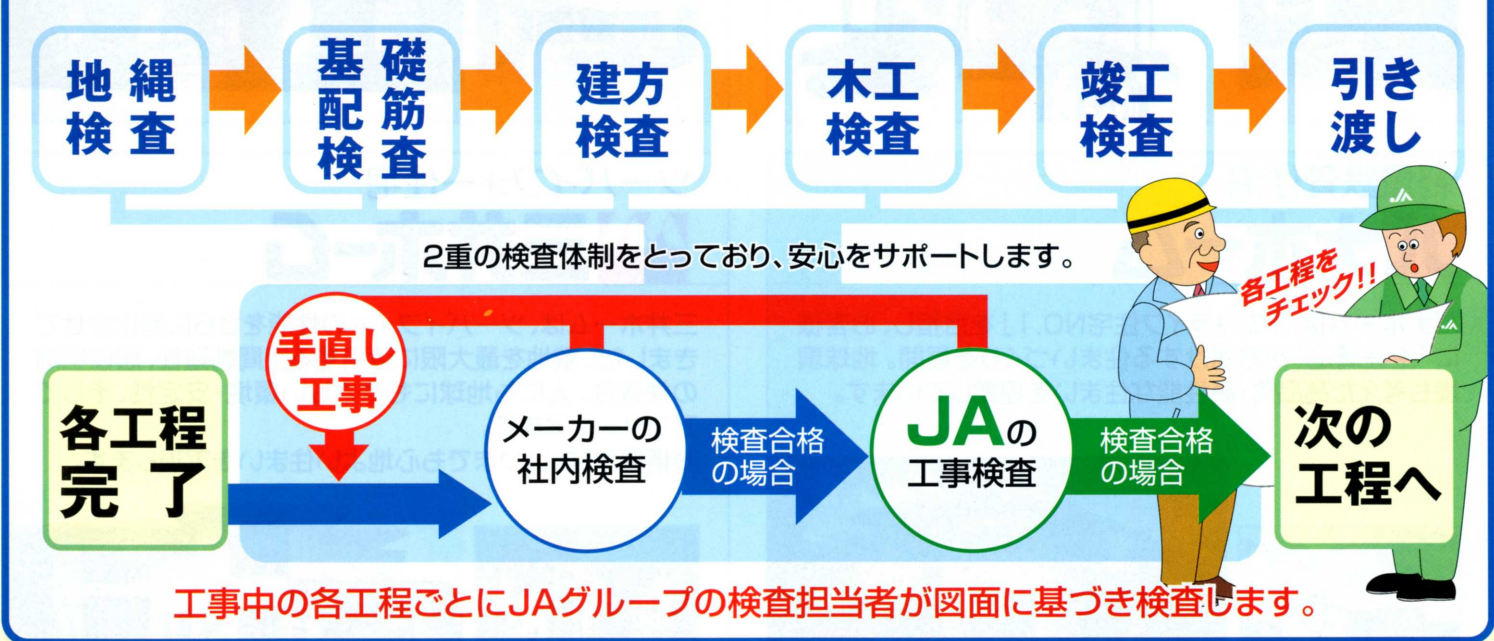 地縄
検査
基礎
配筋
検査
建方
検査
木工
検査
竣工
検査
引き
渡し
2重の検査体制をとっており、安心をサポートします。
各工程を
チェック!!
手直し
工事
各工程
完了
メーカーの
社内検査
検査合格
の場合
JAの
工事検査
検査合格
の場合
次の
工程へ
工事中の各工程ごとにJAグループの検査担当者が図面に基づき検査します。